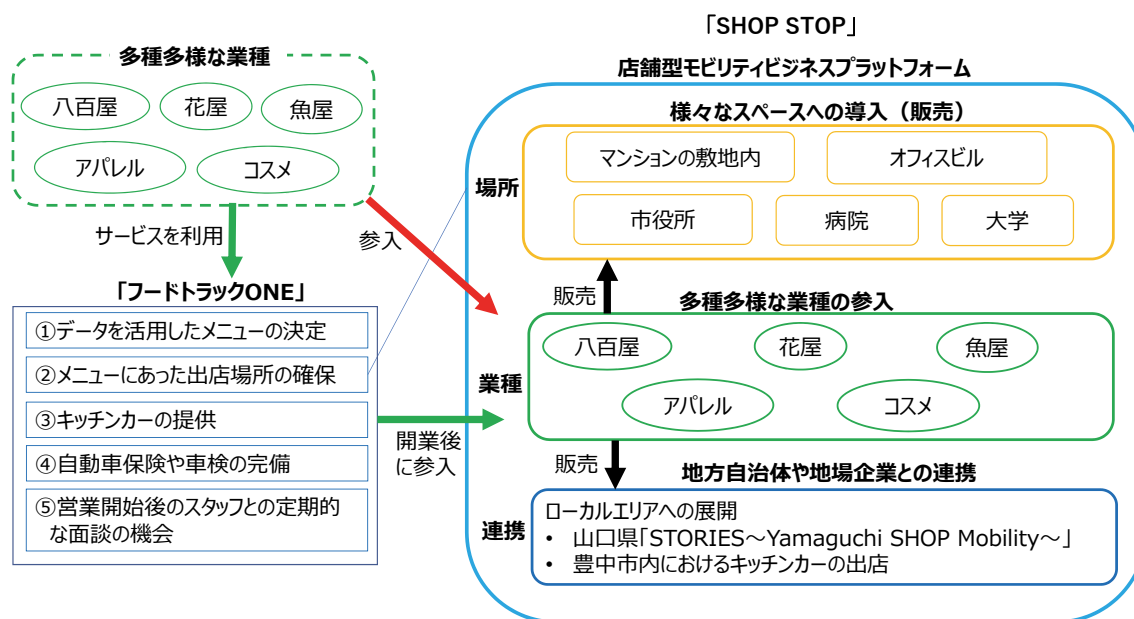 「SHOP STOP」
店舗型モビリティビジネスプラットフォーム
多種多様な業種
八百屋
花屋
魚屋
アパレル
コスメ
サービスを利用
参入
「フードトラックONE」
①データを活用したメニューの決定
②メニューにあった出店場所の確保
③キッチンカーの提供
④自動車保険や車検の完備
⑤営業開始後のスタッフとの定期的
な面談の機会
開業後
に参入
様々なスペースへの導入（販売）
場所
マンションの敷地内
オフィスビル
市役所
病院
大学
販売
多種多様な業種の参入
業種
八百屋
花屋
魚屋
アパレル
コスメ
販売
地方自治体や地場企業との連携
連携
ローカルエリアへの展開
• 山口県「STORIES～Yamaguchi SHOP Mobility～」
• 豊中市内におけるキッチンカーの出店